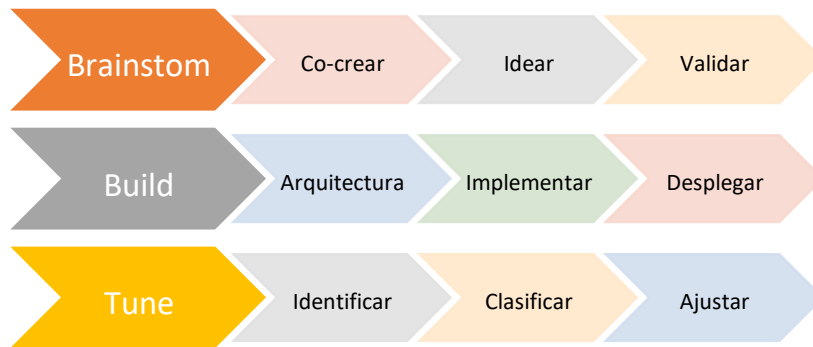 Brainstom
Co-crear
Idear
Validar
Build
Arquitectura
Implementar
Desplegar
Tune
Identificar
Clasificar
Ajustar